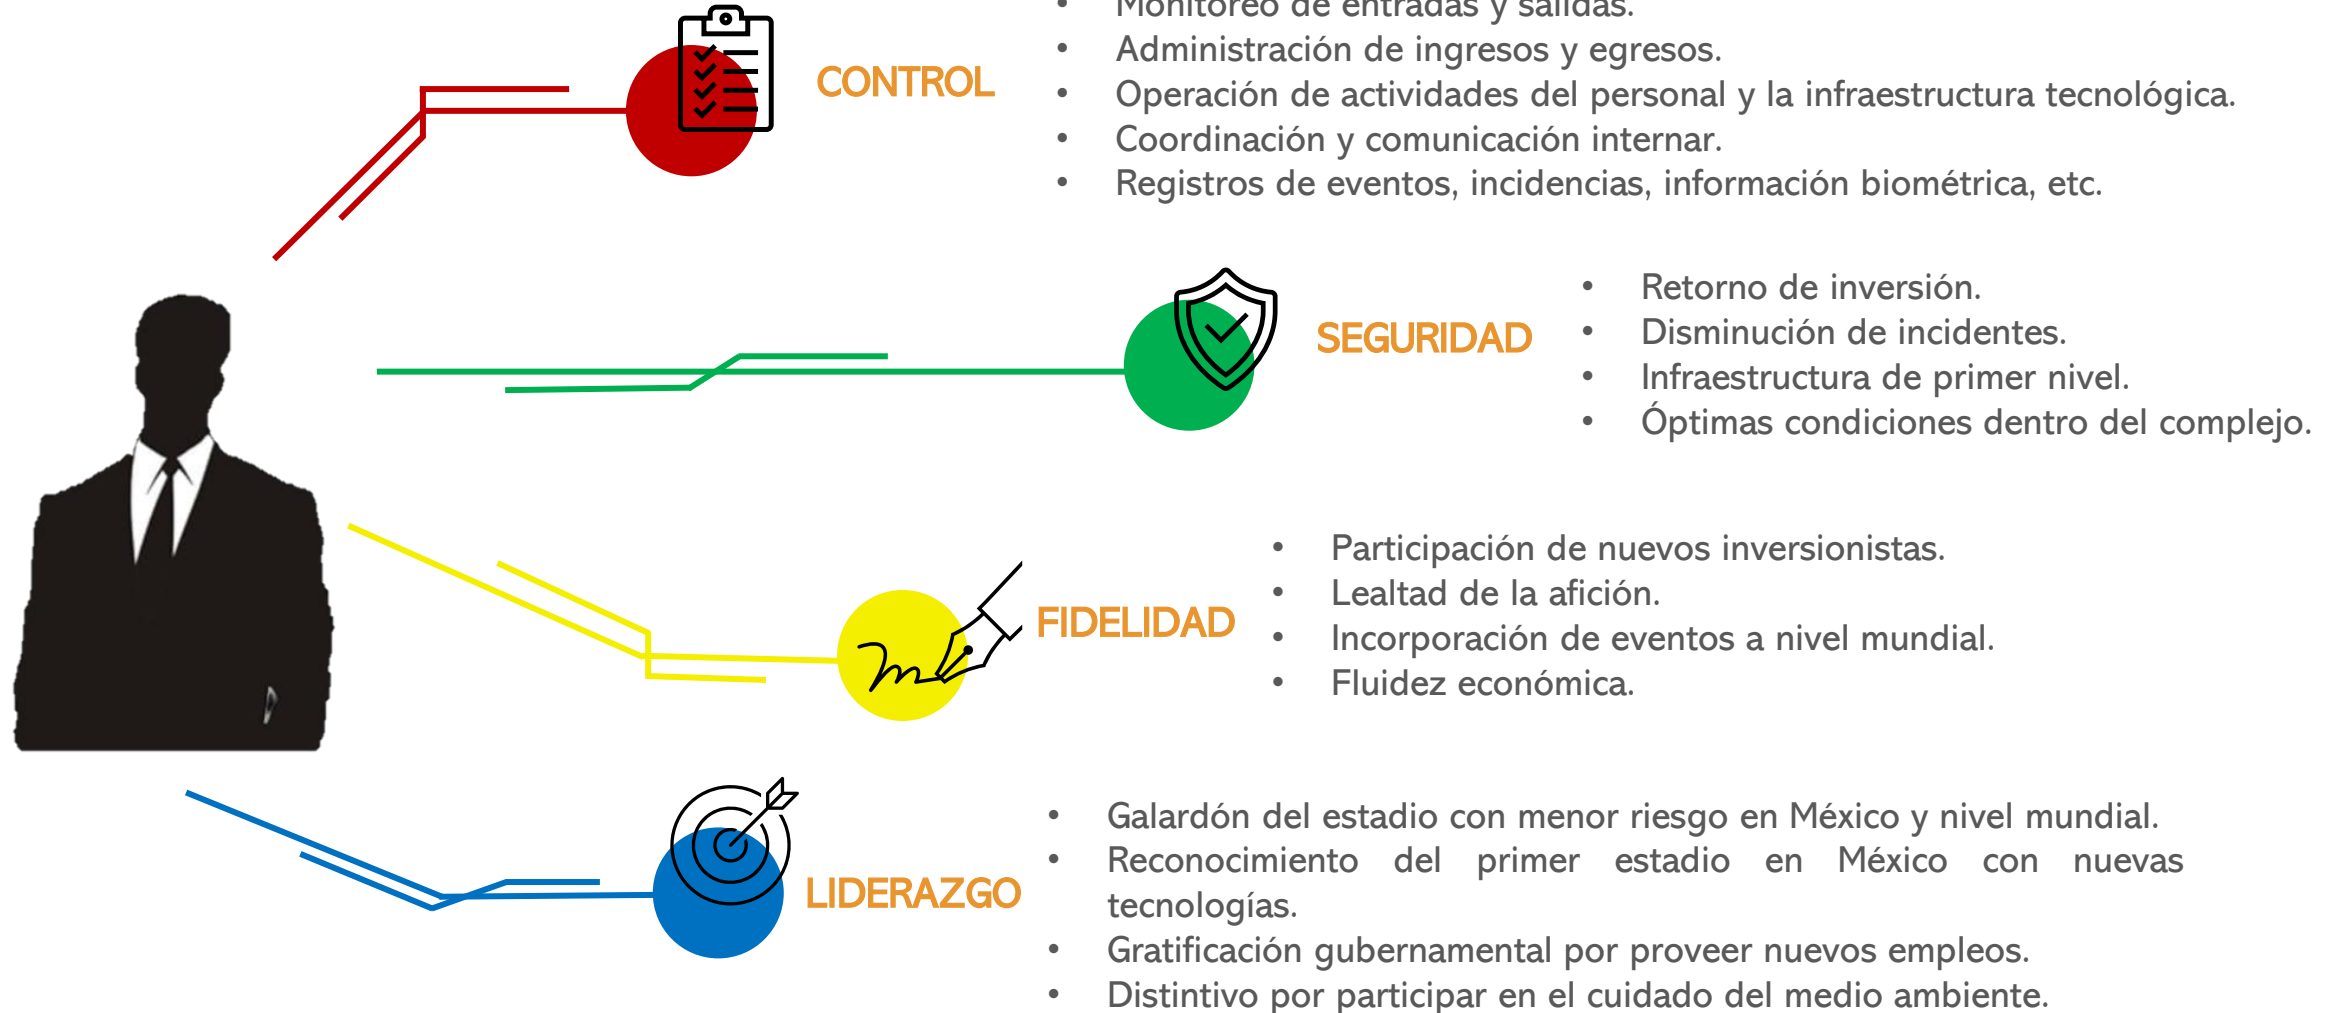 • Monitoreo de entradas y salidas.
CONTROL
• Administración de ingresos y egresos.
• Operación de actividades del personal y la infraestructura tecnológica.
• Coordinación y comunicación internar.
• Registros de eventos, incidencias, información biométrica, etc.
SEGURIDAD
• Retorno de inversión.
• Disminución de incidentes.
• Infraestructura de primer nivel.
• Óptimas condiciones dentro del complejo.
FIDELIDAD
• Participación de nuevos inversionistas.
• Lealtad de la afición.
• Incorporación de eventos a nivel mundial.
• Fluidez económica.
LIDERAZGO
• Galardón del estadio con menor riesgo en México y nivel mundial.
• Reconocimiento del primer estadio en México con nuevas
tecnologías.
• Gratificación gubernamental por proveer nuevos empleos.
• Distintivo por participar en el cuidado del medio ambiente.